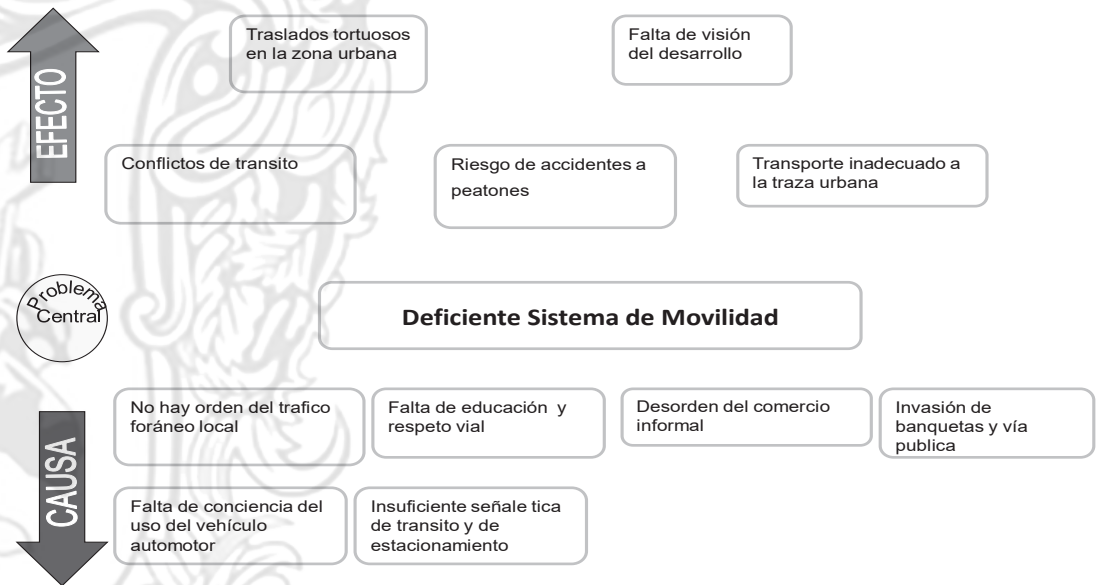 EFECTO
Traslados tortuosos
en la zona urbana
Falta de visión
del desarrollo
Conflictos de transito
Riesgo de accidentes a
peatones
Transporte inadecuado a
la traza urbana
Problema
Central
Deficiente Sistema de Movilidad
CAUSA
No hay orden del trafico
foráneo local
Falta de educación y
respeto vial
Desorden del comercio
informal
Invasión de
banquetas y vía
publica
Falta de conciencia del
uso del vehículo
automotor
Insuficiente señale tica
de transito y de
estacionamiento